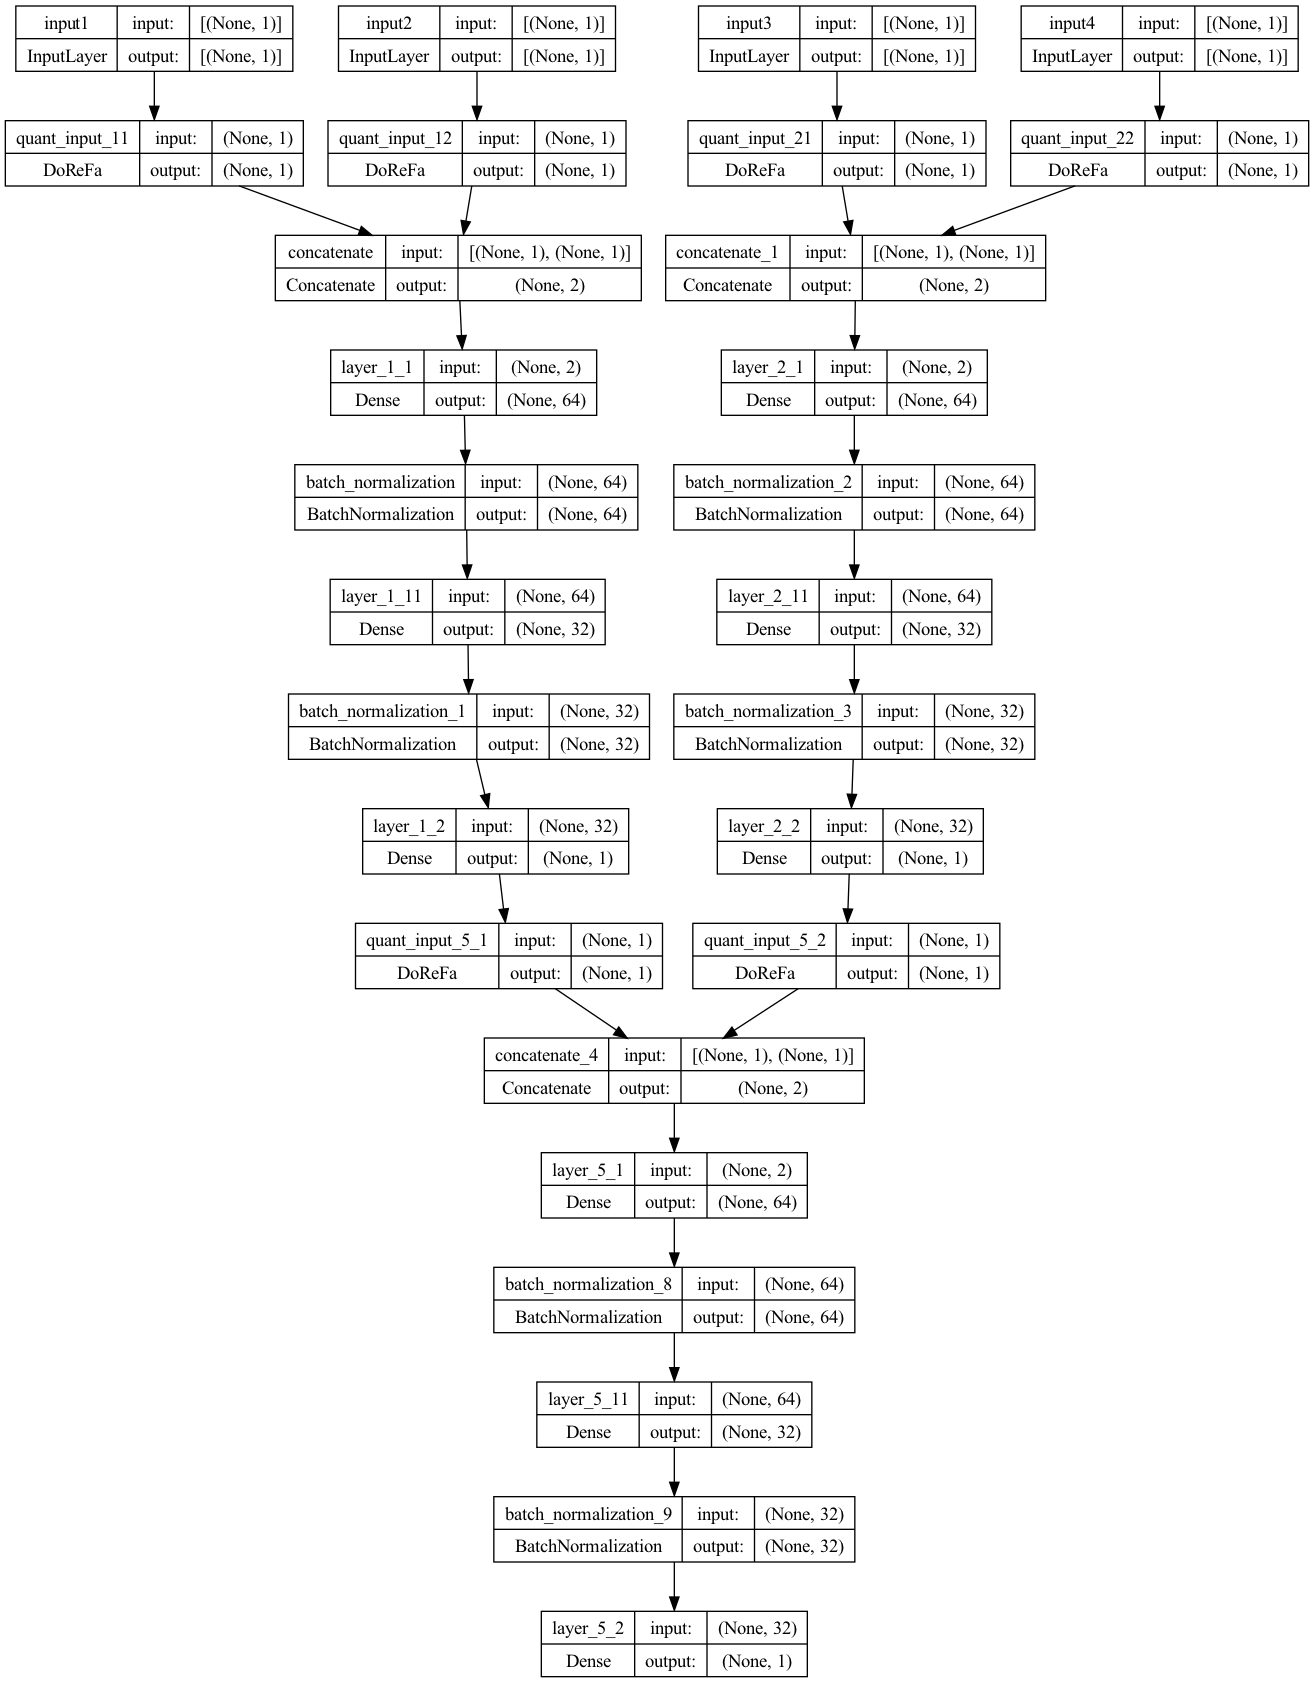 input1 input: [(None, 1)]
InputLayer output: [(None, 1)]
input2 input: [(None, 1)]
InputLayer output: [(None, 1)]
input3 input: [(None, 1)]
InputLayer output: [(None, 1)]
input4 input: [(None, 1)]
InputLayer output: [(None, 1)]
quant_input_11 input: (None, 1)
DoReFa output: (None, 1)
quant_input_12 input: (None, 1)
DoReFa output: (None, 1)
quant_input_21 input: (None, 1)
DoReFa output: (None, 1)
quant_input_22 input: (None, 1)
DoReFa output: (None, 1)
concatenate input: [(None, 1), (None, 1)]
Concatenate output: (None, 2)
concatenate_1 input: [(None, 1), (None, 1)]
Concatenate output: (None, 2)
layer_1_1 input: (None, 2)
Dense output: (None, 64)
layer_2_1 input: (None, 2)
Dense output: (None, 64)
batch_normalization input: (None, 64)
BatchNormalization output: (None, 64)
batch_normalization_2 input: (None, 64)
BatchNormalization output: (None, 64)
layer_1_11 input: (None, 64)
Dense output: (None, 32)
layer_2_11 input: (None, 64)
Dense output: (None, 32)
batch_normalization_1 input: (None, 32)
BatchNormalization output: (None, 32)
batch_normalization_3 input: (None, 32)
BatchNormalization output: (None, 32)
layer_1_2 input: (None, 32)
Dense output: (None, 1)
layer_2_2 input: (None, 32)
Dense output: (None, 1)
quant_input_5_1 input: (None, 1)
DoReFa output: (None, 1)
quant_input_5_2 input: (None, 1)
DoReFa output: (None, 1)
concatenate_4 input: [(None, 1), (None, 1)]
Concatenate output: (None, 2)
layer_5_1 input: (None, 2)
Dense output: (None, 64)
batch_normalization_8 input: (None, 64)
BatchNormalization output: (None, 64)
layer_5_11 input: (None, 64)
Dense output: (None, 32)
batch_normalization_9 input: (None, 32)
BatchNormalization output: (None, 32)
layer_5_2 input: (None, 32)
Dense output: (None, 1)